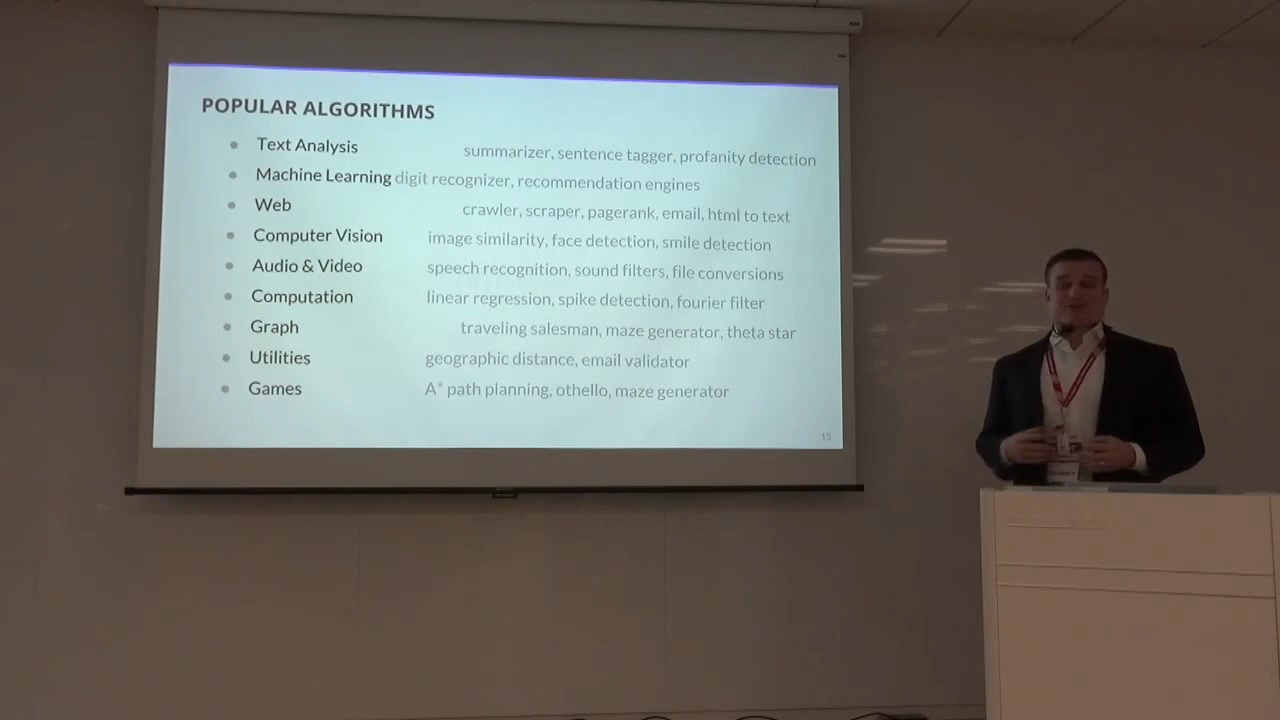 POPULAR ALGORITHMS
● Text Analysis summarizer, sentence tagger, profanity detection
● Machine Learning digit recognizer, recommendation engines
● Web crawler, scraper, pagerank, email, html to text
● Computer Vision image similarity, face detection, smile detection
● Audio & Video speech recognition, sound filters, file conversions
● Computation linear regression, spike detection, fourier filter
● Graph traveling salesman, maze generator, theta star
● Utilities geographic distance, email validator
● Games A* path planning, othello, maze generator